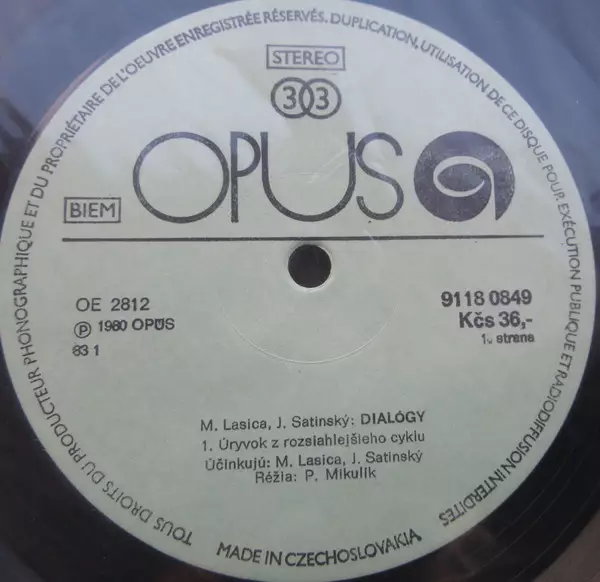 TOUS DROITS DU PRODUCTEUR PHONOGRAPHIQUE ET DU PROPRIÉTAIRE DE L'OEUVRE ENREGISTRÉE RÉSERVÉS. DUPLICATION, UTILISATION DE CE DISQUE POUR EXÉCUTION PUBLIQUE ET RADIODIFFUSION INTERDITES
STEREO
33
OPUS
BIEM
OE 2812
℗ 1980 OPUS
83 1
9118 0849
Kčs 36,-
1. strana
M. Lasica, J. Satinský: DIALÓGY
1. Úryvok z rozsiahlejšieho cyklu
Účinkujú: M. Lasica, J. Satinský
Réžia: P. Mikulík
MADE IN CZECHOSLOVAKIA